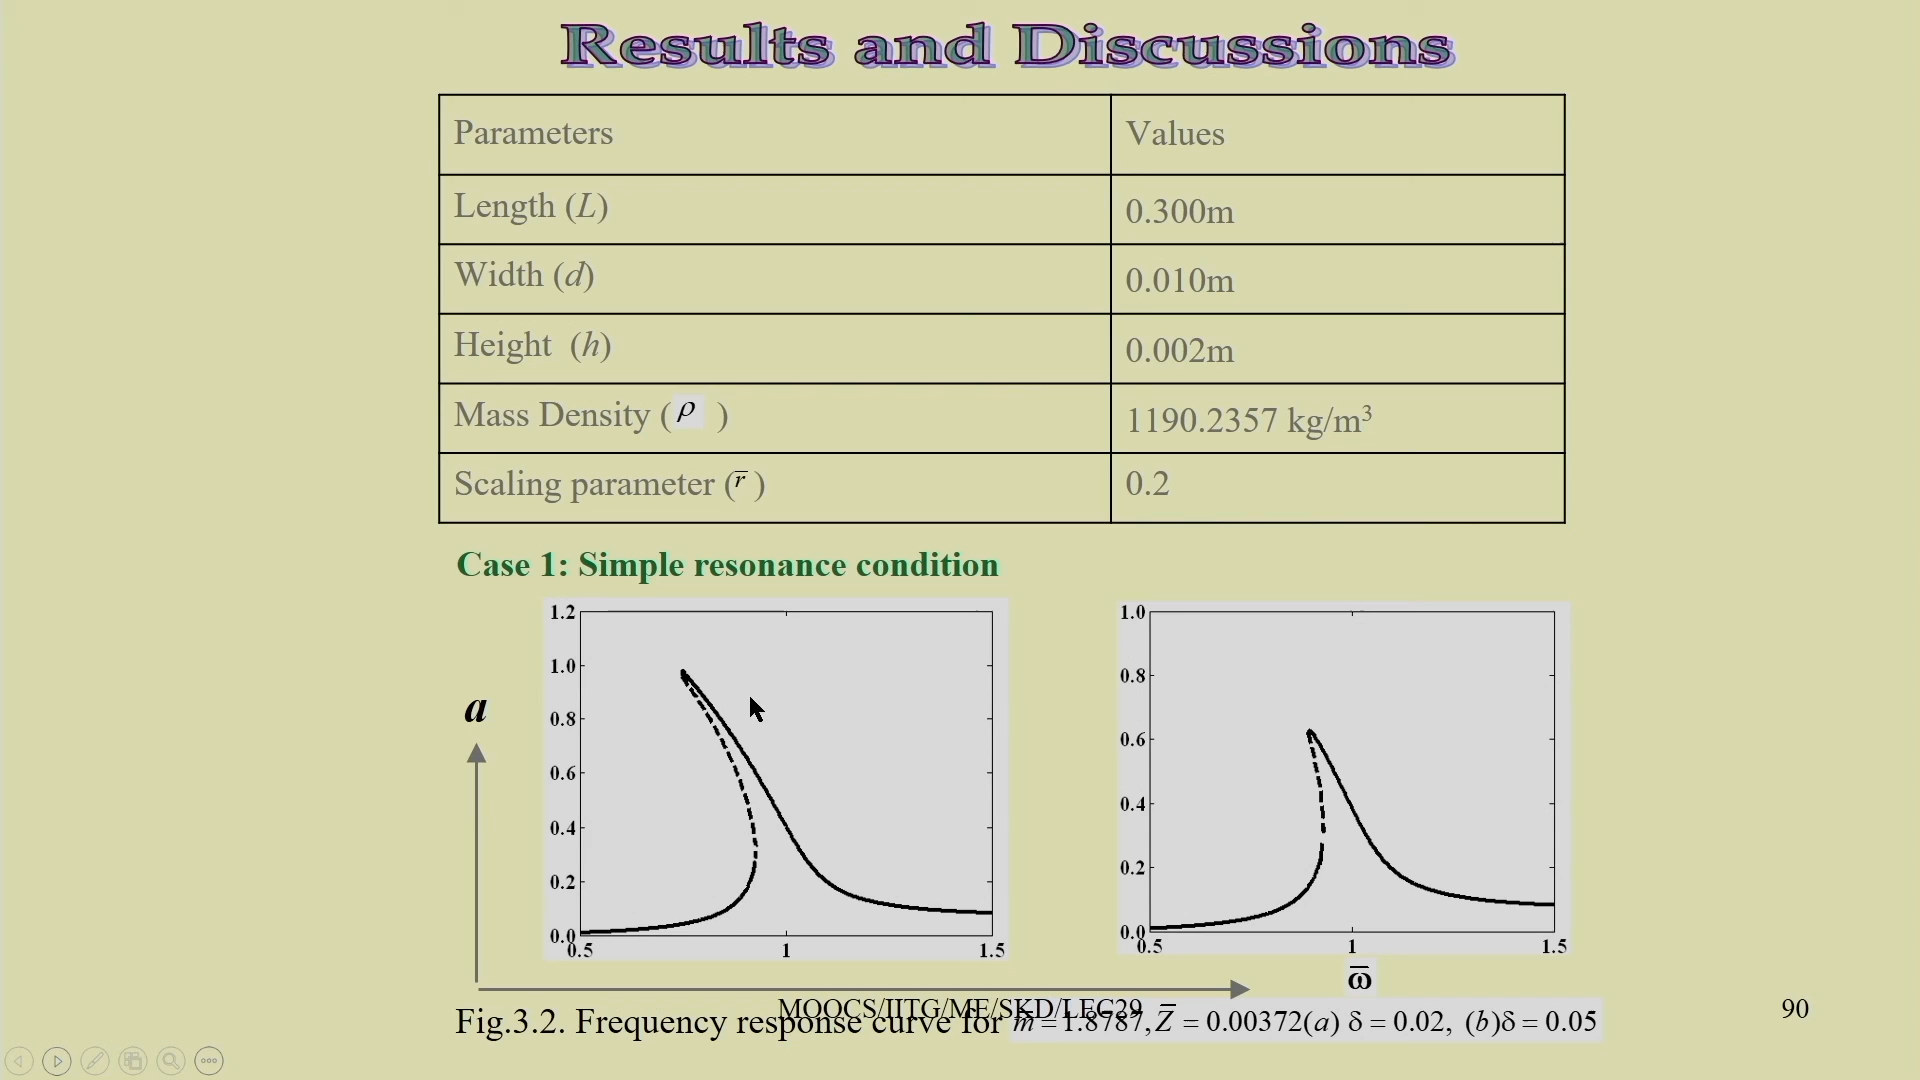 Results and Discussions
Parameters Values
Length (L) 0.300m
Width (d) 0.010m
Height (h) 0.002m
Mass Density (ρ) 1190.2357 kg/m³
Scaling parameter (r̅) 0.2
Case 1: Simple resonance condition
a
1.2
1.0
0.8
0.6
0.4
0.2
0.0
0.5 1 1.5
1.0
0.8
0.6
0.4
0.2
0.0
0.5 1 1.5
ω̅
MOOCS/IITG/ME/SKD/LEC29
Fig.3.2. Frequency response curve for m̅ = 1.8787, Z̅ = 0.00372(a) δ = 0.02, (b)δ = 0.05
90